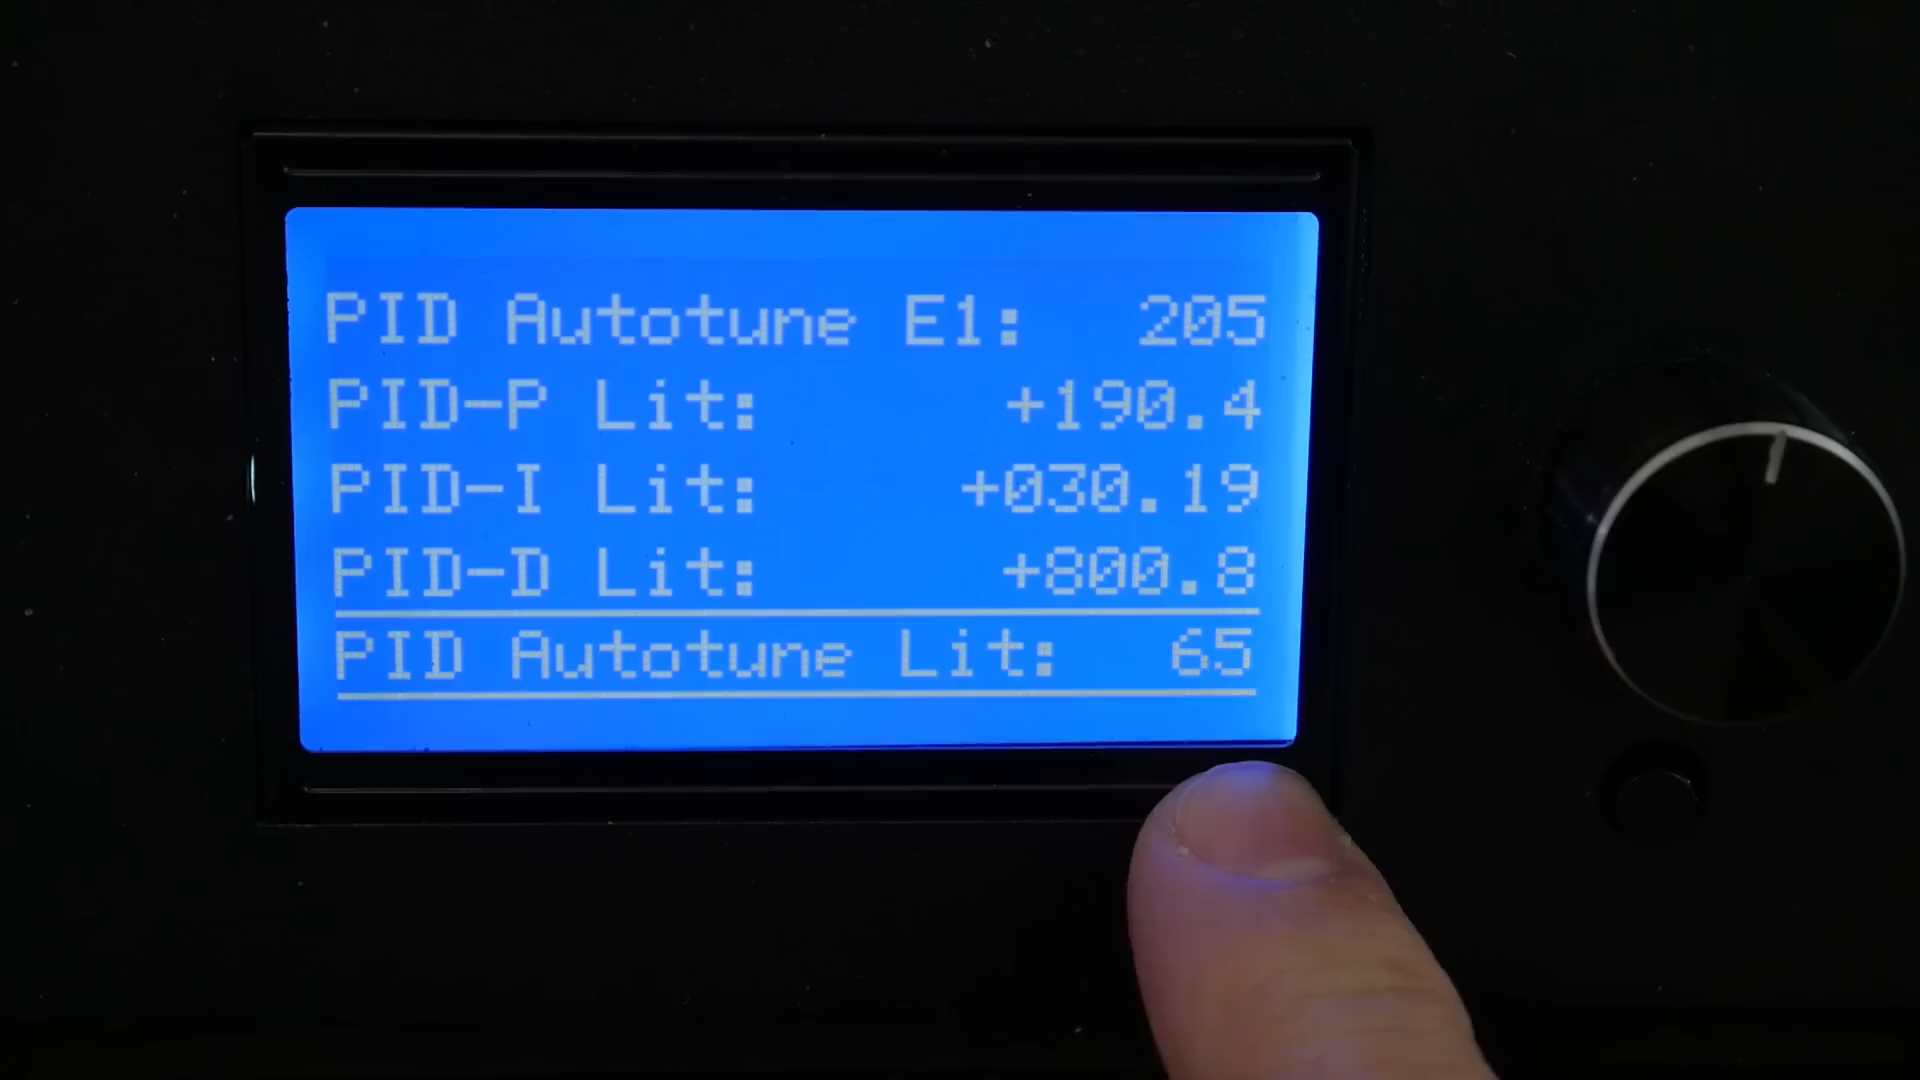 PID Autotune E1: 205
PID-P Lit: +190.4
PID-I Lit: +030.19
PID-D Lit: +800.8
PID Autotune Lit: 65